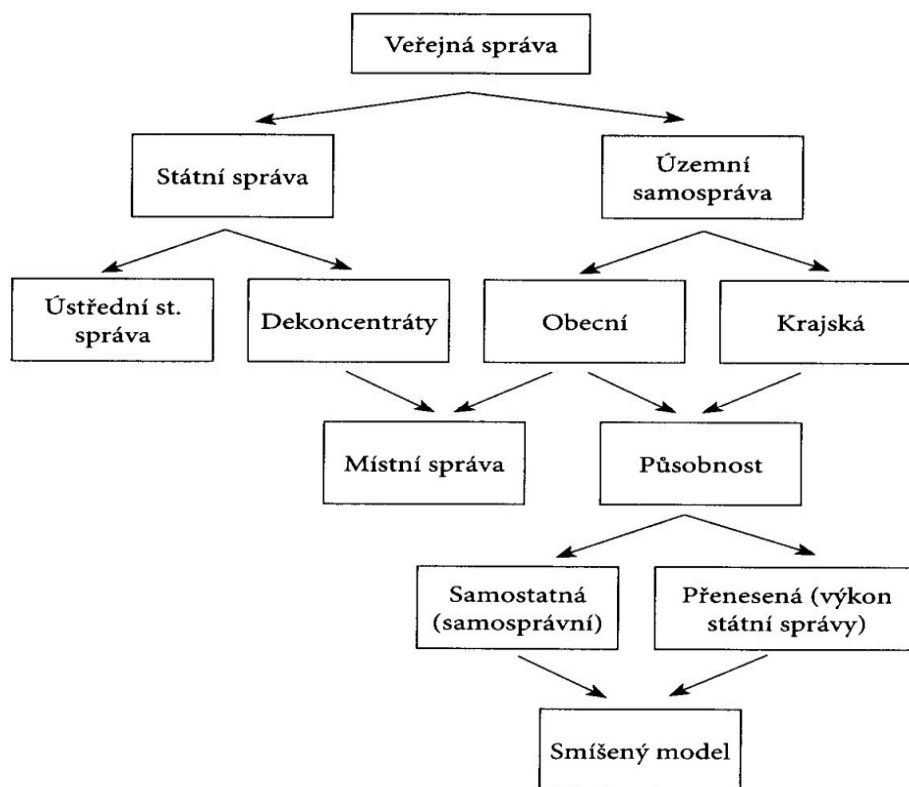 Veřejná správa
Státní správa
Územní
samospráva
Ústřední st.
správa
Dekoncentráty
Obecní
Krajská
Místní správa
Působnost
Samostatná
(samosprávní)
Přenesená (výkon
státní správy)
Smíšený model